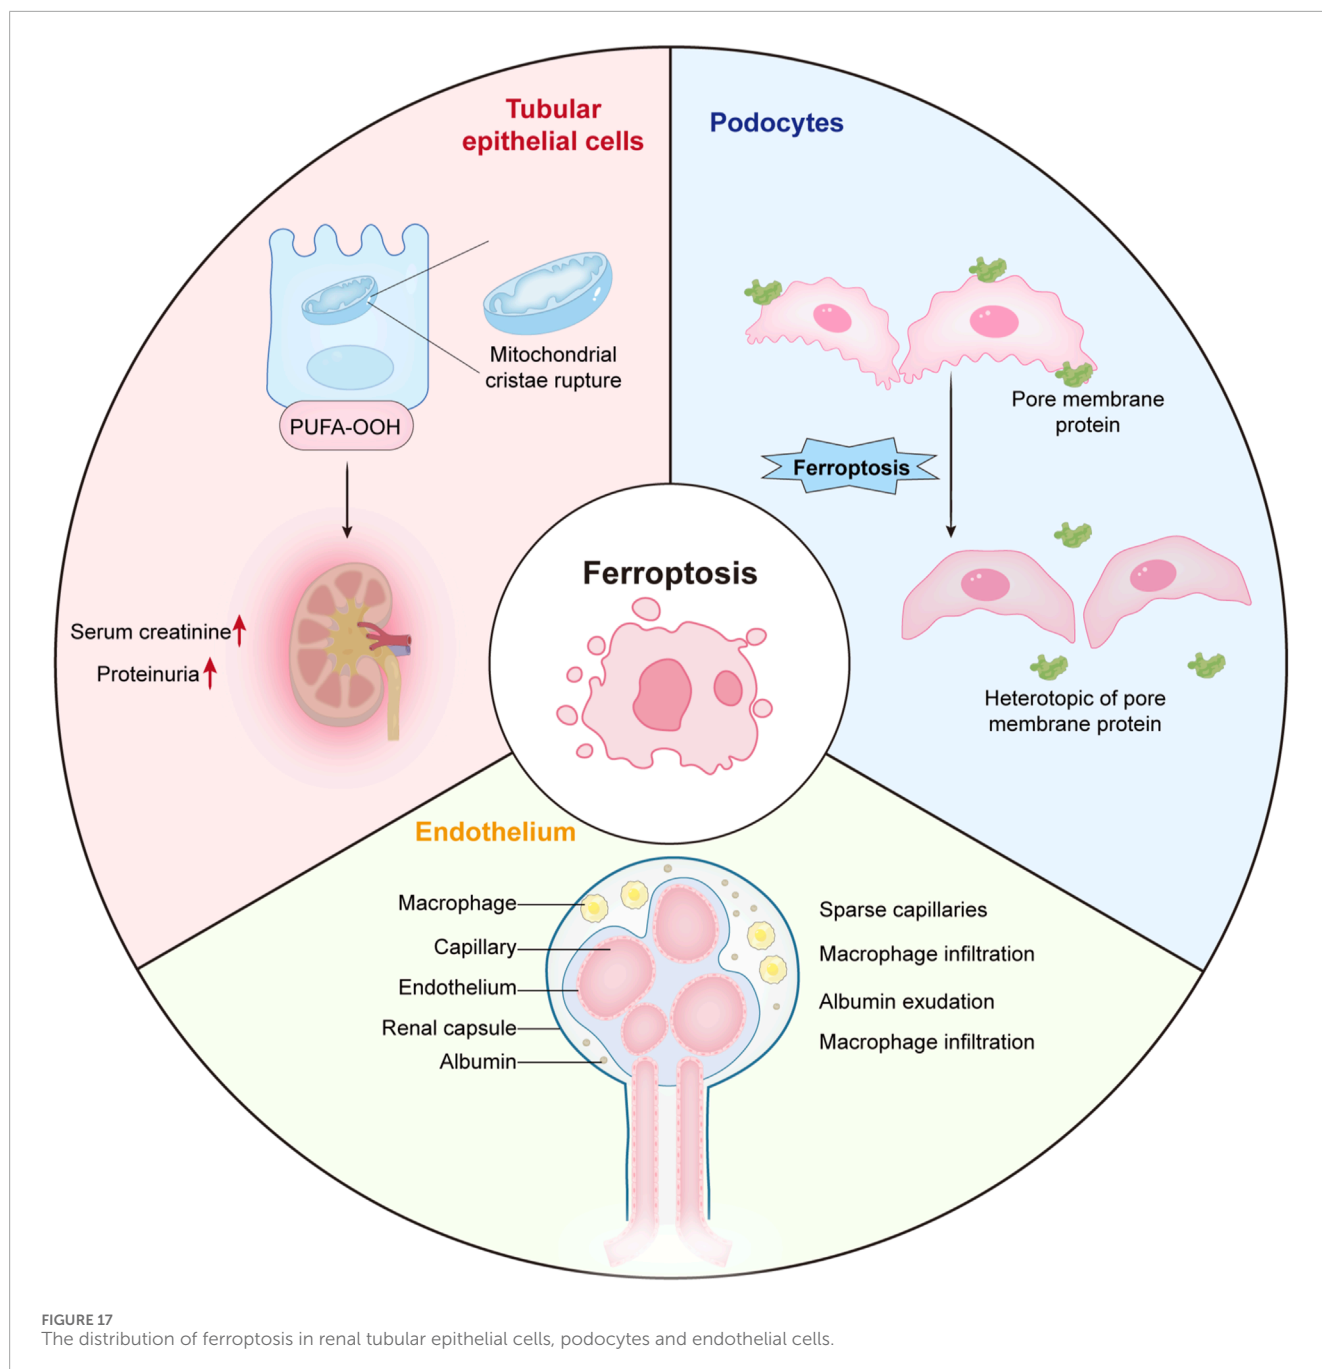 Tubular
epithelial cells
Mitochondrial
cristae rupture
PUFA-OOH
Serum creatinine
Proteinuria
Podocytes
Pore membrane
protein
Ferroptosis
Heterotopic of pore
membrane protein
Ferroptosis
Endothelium
Macrophage
Capillary
Endothelium
Renal capsule
Albumin
Sparse capillaries
Macrophage infiltration
Albumin exudation
Macrophage infiltration
FIGURE 17
The distribution of ferroptosis in renal tubular epithelial cells, podocytes and endothelial cells.